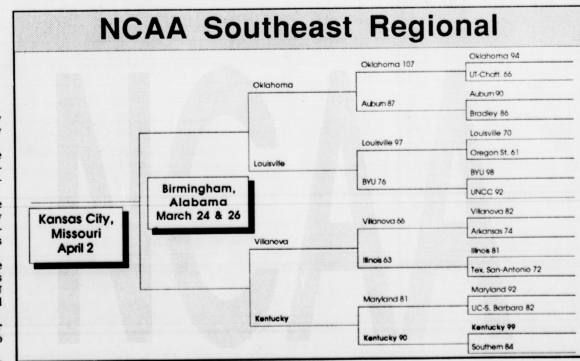 NCAA Southeast Regional
Oklahoma 94
UT-Chatt. 66
Auburn 90
Bradley 86
Louisville 70
Oregon St. 61
BYU 98
UNCC 92
Villanova 82
Arkansas 74
Illinois 81
Tex. San-Antonio 72
Maryland 92
UC-S. Barbara 82
Kentucky 99
Southern 84
Oklahoma 107
Auburn 87
Louisville 97
BYU 76
Villanova 66
Illinois 63
Maryland 81
Kentucky 90
Oklahoma
Louisville
Villanova
Kentucky
Birmingham,
Alabama
March 24 & 26
Kansas City,
Missouri
April 2
NCAA